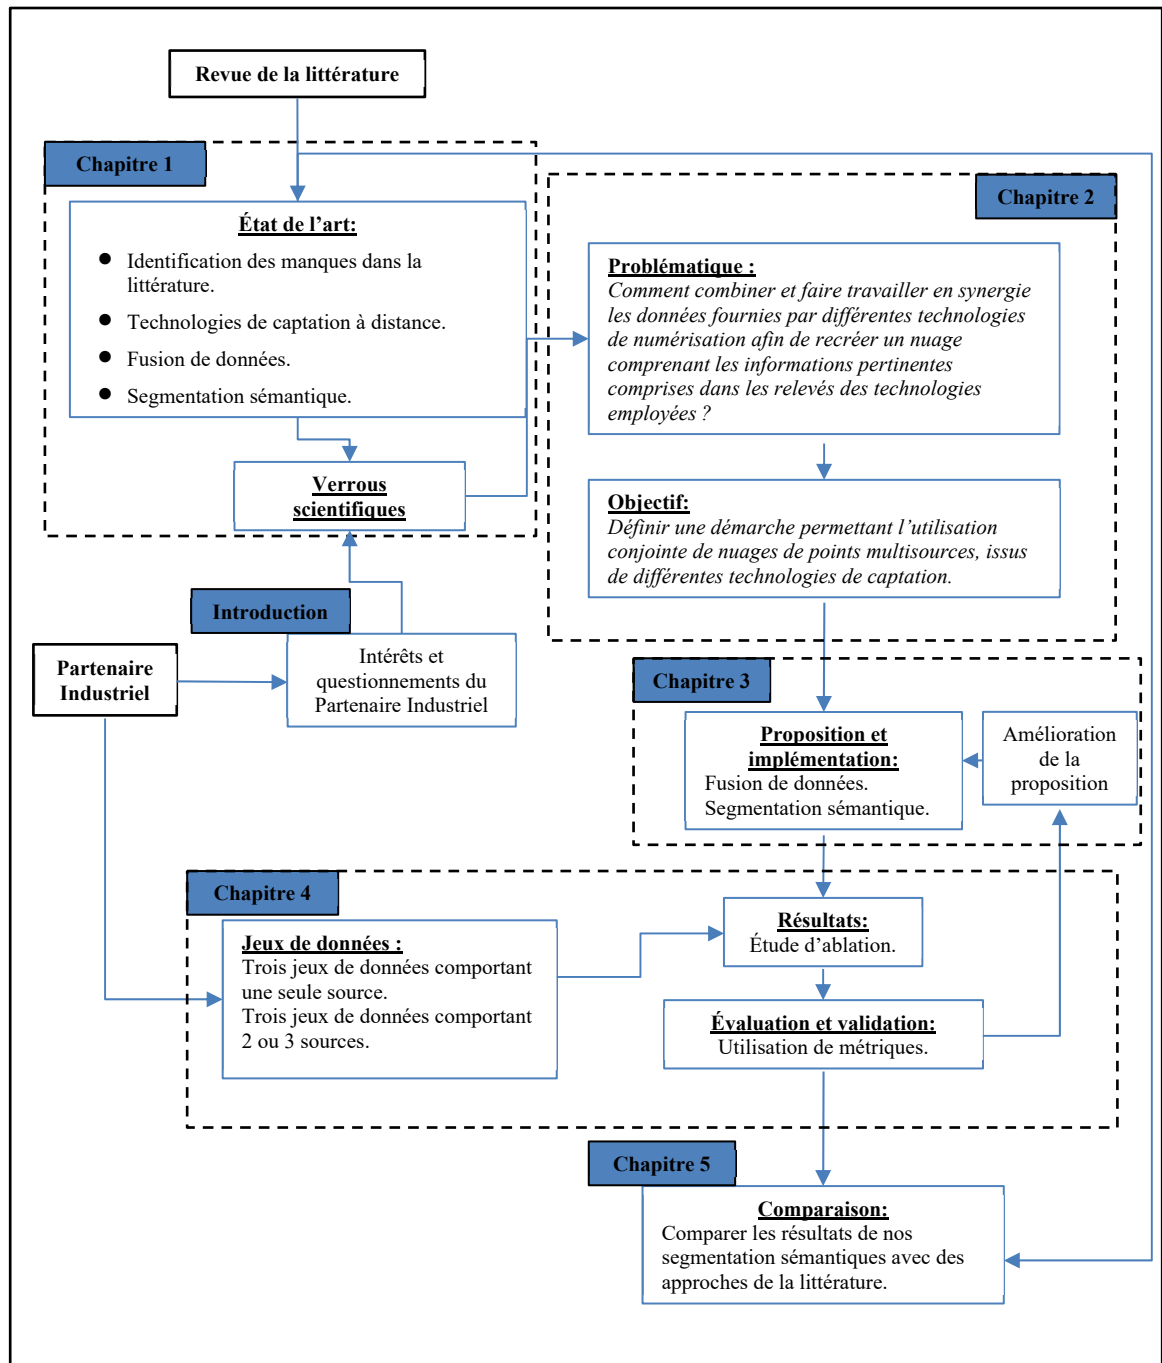 Revue de la littérature
Chapitre 1
État de l’art:
● Identification des manques dans la
littérature.
● Technologies de captation à distance.
● Fusion de données.
● Segmentation sémantique.
Verrous
scientifiques
Chapitre 2
Problématique :
Comment combiner et faire travailler en synergie
les données fournies par différentes technologies
de numérisation afin de recréer un nuage
comprenant les informations pertinentes
comprises dans les relevés des technologies
employées ?
Objectif:
Définir une démarche permettant l’utilisation
conjointe de nuages de points multisources, issus
de différentes technologies de captation.
Introduction
Partenaire
Industriel
Intérêts et
questionnements du
Partenaire Industriel
Chapitre 3
Proposition et
implémentation:
Fusion de données.
Segmentation sémantique.
Amélioration
de la
proposition
Chapitre 4
Jeux de données :
Trois jeux de données comportant
une seule source.
Trois jeux de données comportant
2 ou 3 sources.
Résultats:
Étude d’ablation.
Évaluation et validation:
Utilisation de métriques.
Chapitre 5
Comparaison:
Comparer les résultats de nos
segmentation sémantiques avec des
approches de la littérature.